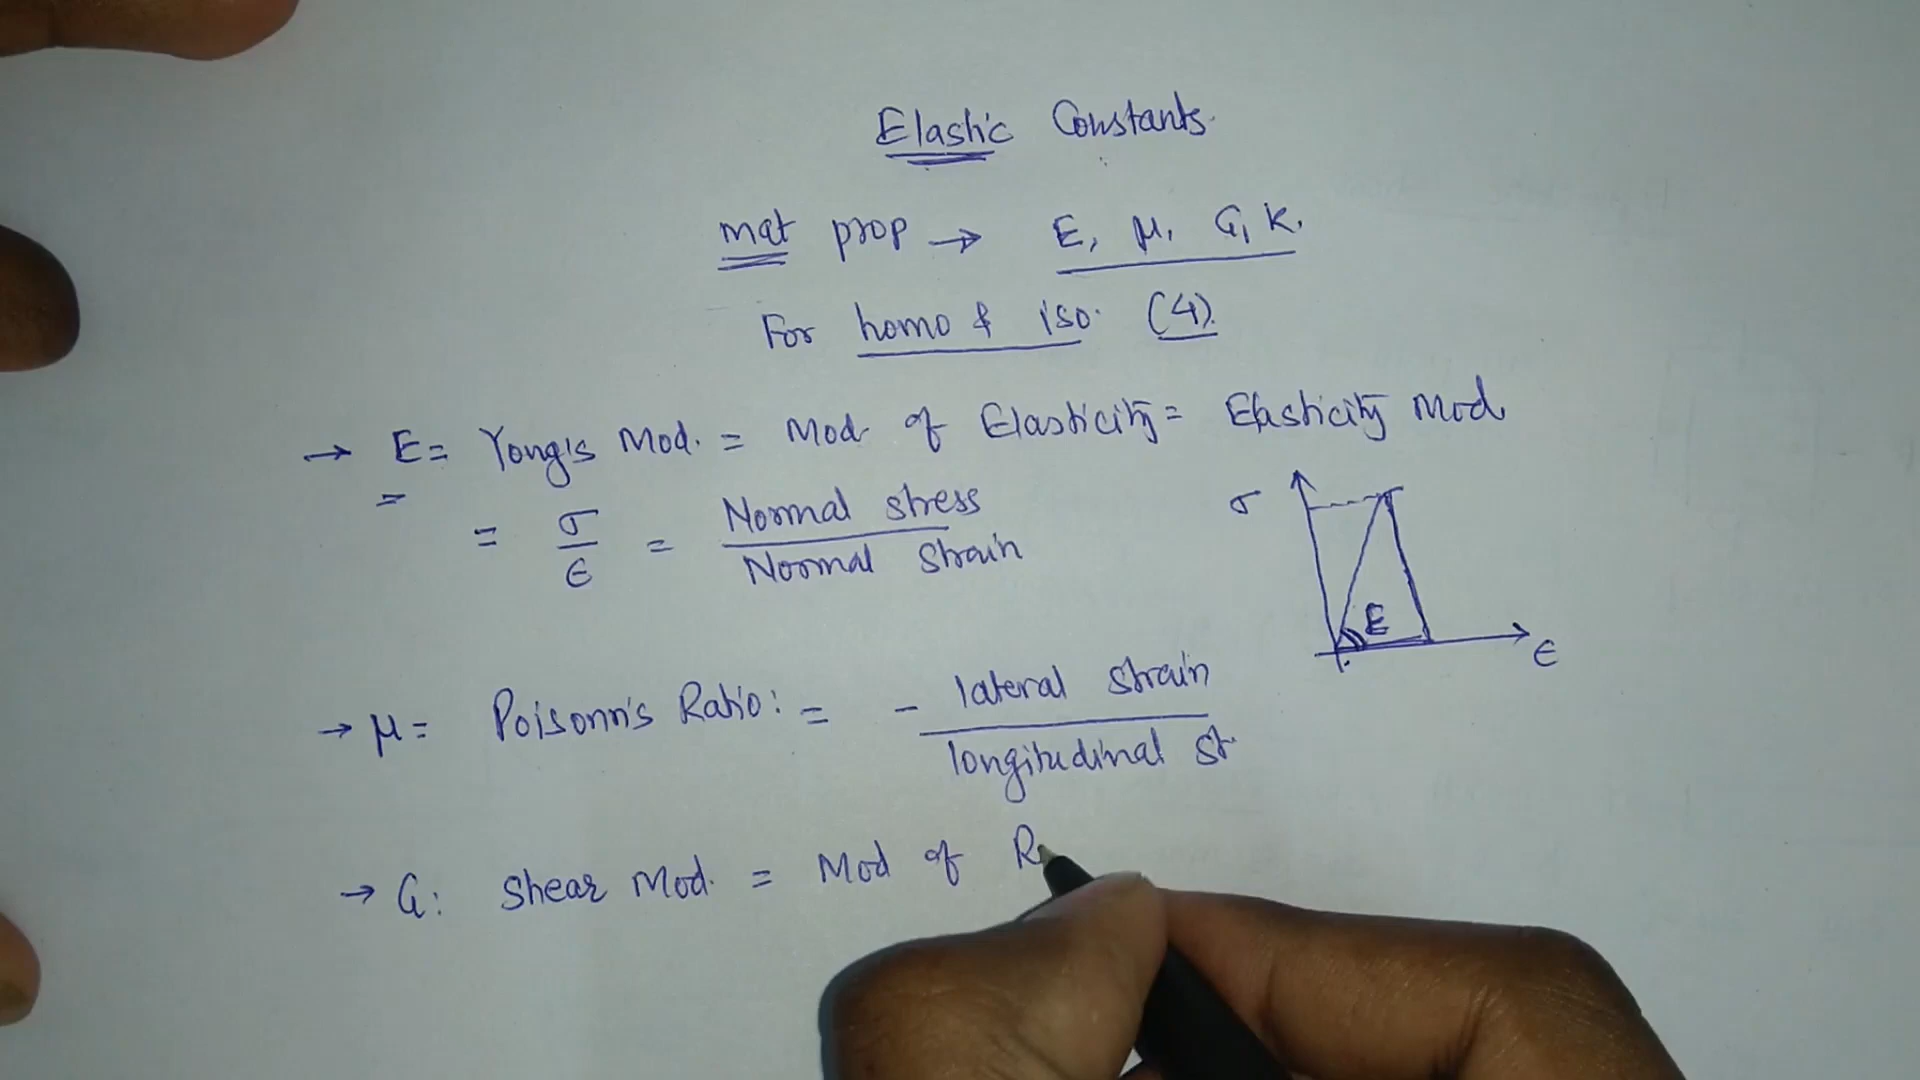 Elastic Constants.
mat prop → E, μ, G, K.
For homo & iso. (4).
→ E = Yong's Mod. = Mod. of Elasticity = Elasticity Mod
= = σ/ϵ = Normal stress / Normal strain
σ
E
ϵ
→ μ = Poisonn's Ratio: = - lateral strain / longitudinal st.
→ G: Shear Mod. = Mod of R